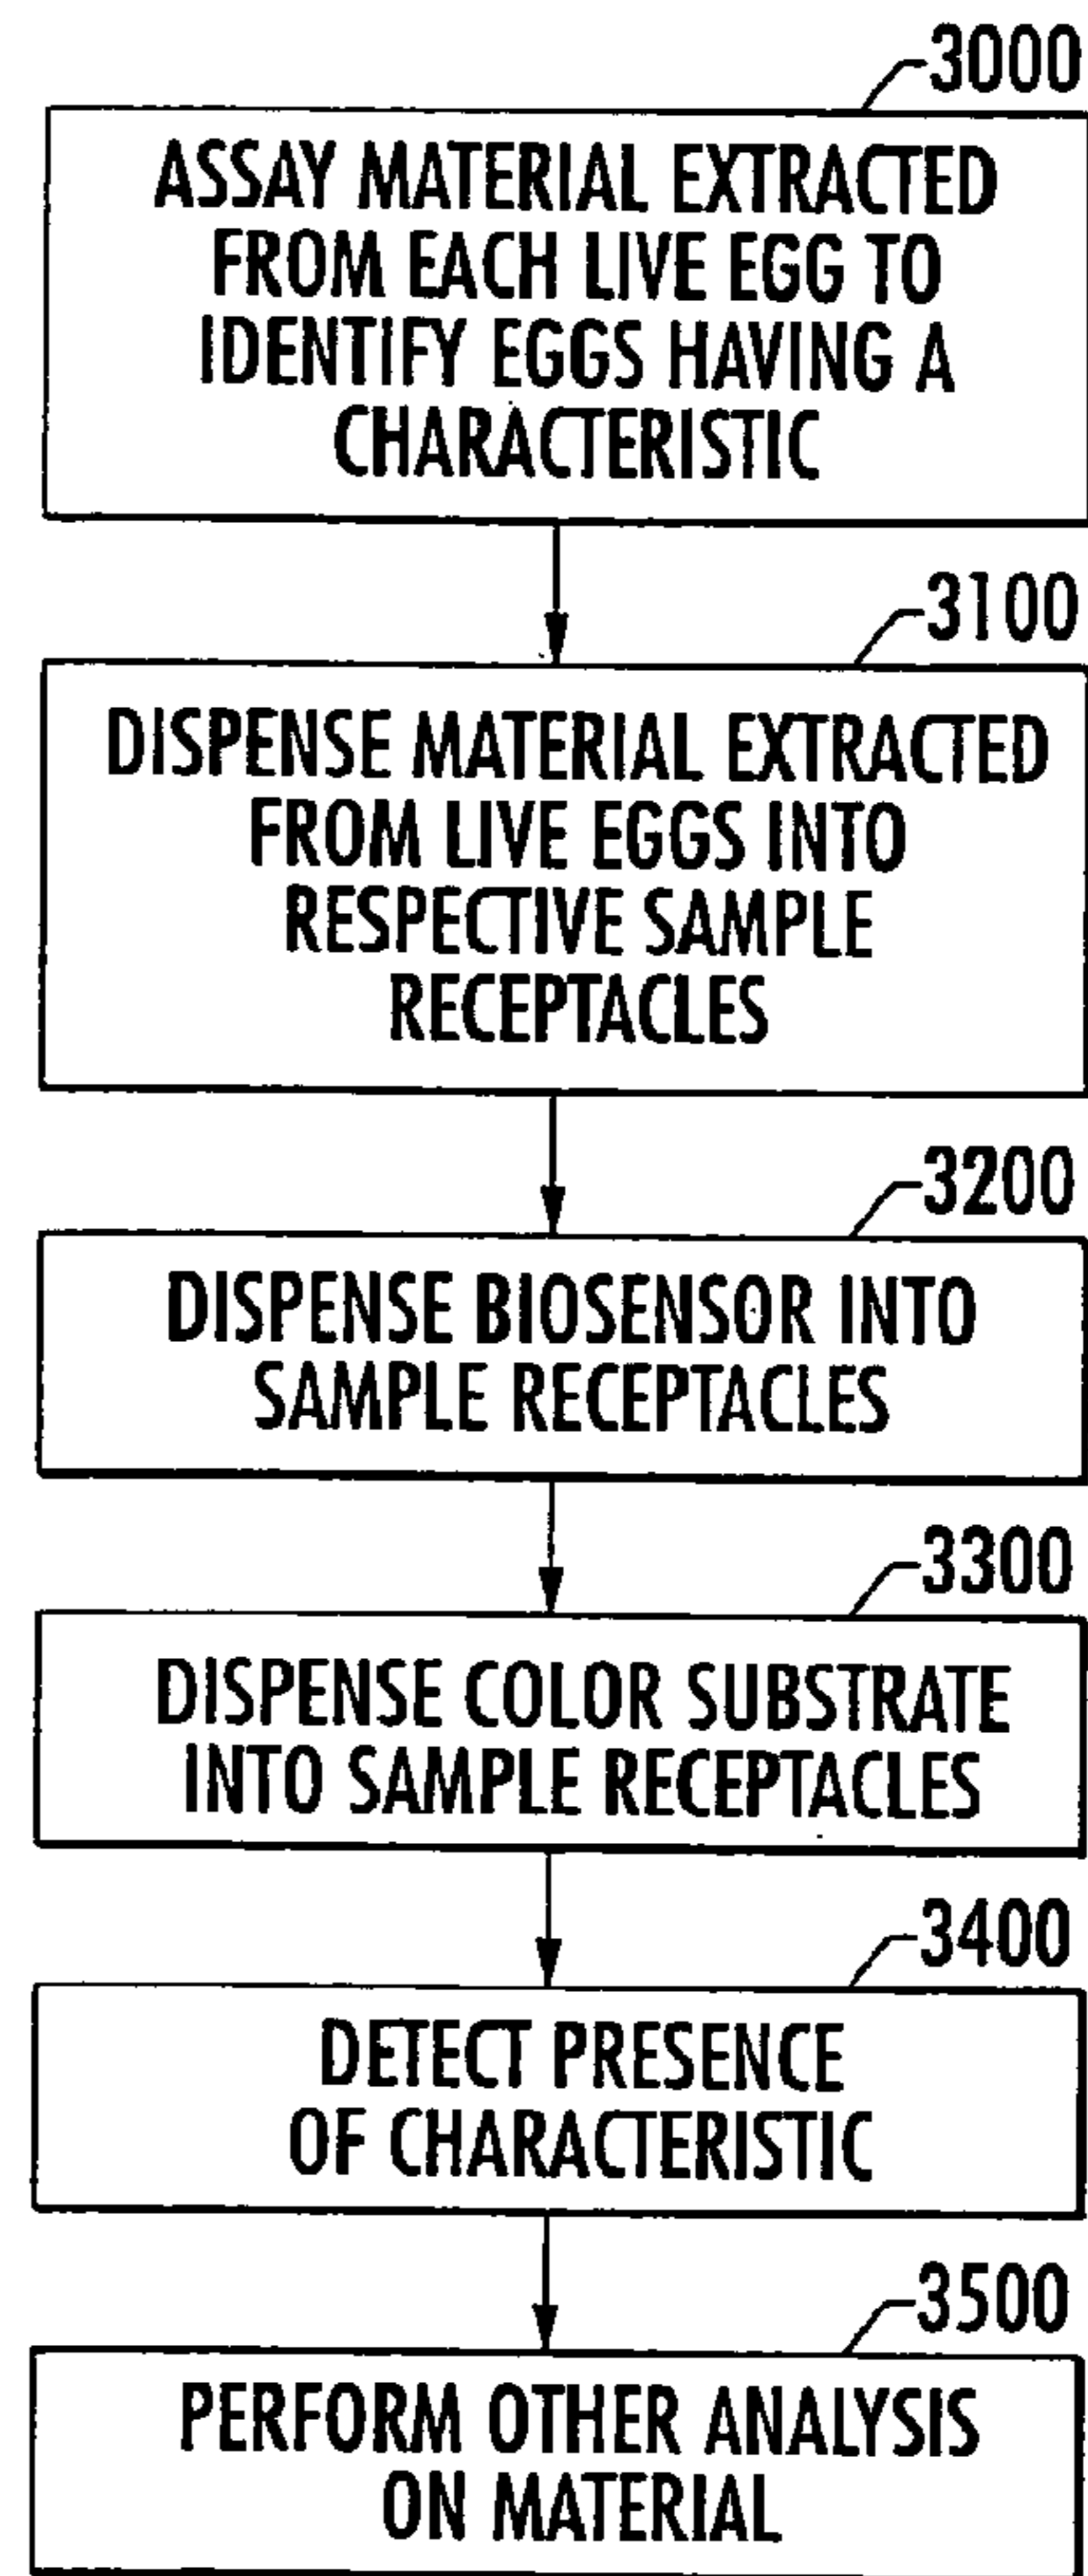 3000
ASSAY MATERIAL EXTRACTED
FROM EACH LIVE EGG TO
IDENTIFY EGGS HAVING A
CHARACTERISTIC
3100
DISPENSE MATERIAL EXTRACTED
FROM LIVE EGGS INTO
RESPECTIVE SAMPLE
RECEPTACLES
3200
DISPENSE BIOSENSOR INTO
SAMPLE RECEPTACLES
3300
DISPENSE COLOR SUBSTRATE
INTO SAMPLE RECEPTACLES
3400
DETECT PRESENCE
OF CHARACTERISTIC
3500
PERFORM OTHER ANALYSIS
ON MATERIAL